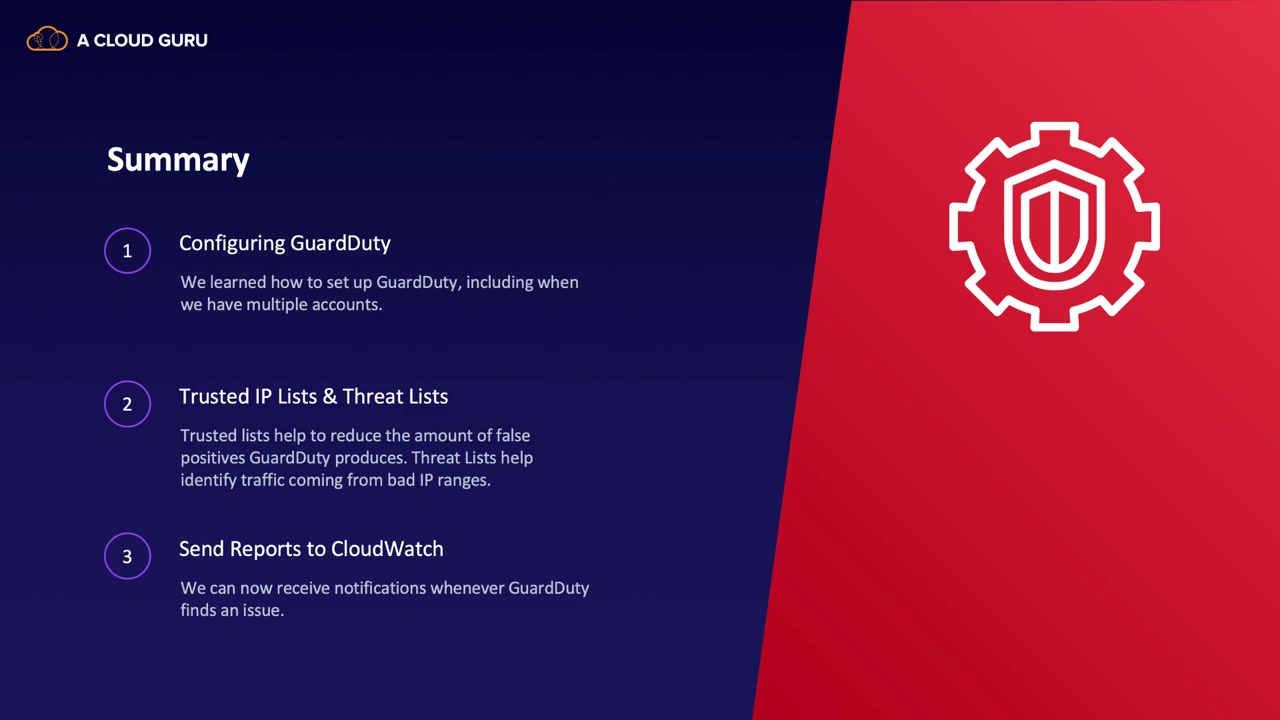 A CLOUD GURU
Summary
1
Configuring GuardDuty
We learned how to set up GuardDuty, including when
we have multiple accounts.
2
Trusted IP Lists & Threat Lists
Trusted lists help to reduce the amount of false
positives GuardDuty produces. Threat Lists help
identify traffic coming from bad IP ranges.
3
Send Reports to CloudWatch
We can now receive notifications whenever GuardDuty
finds an issue.